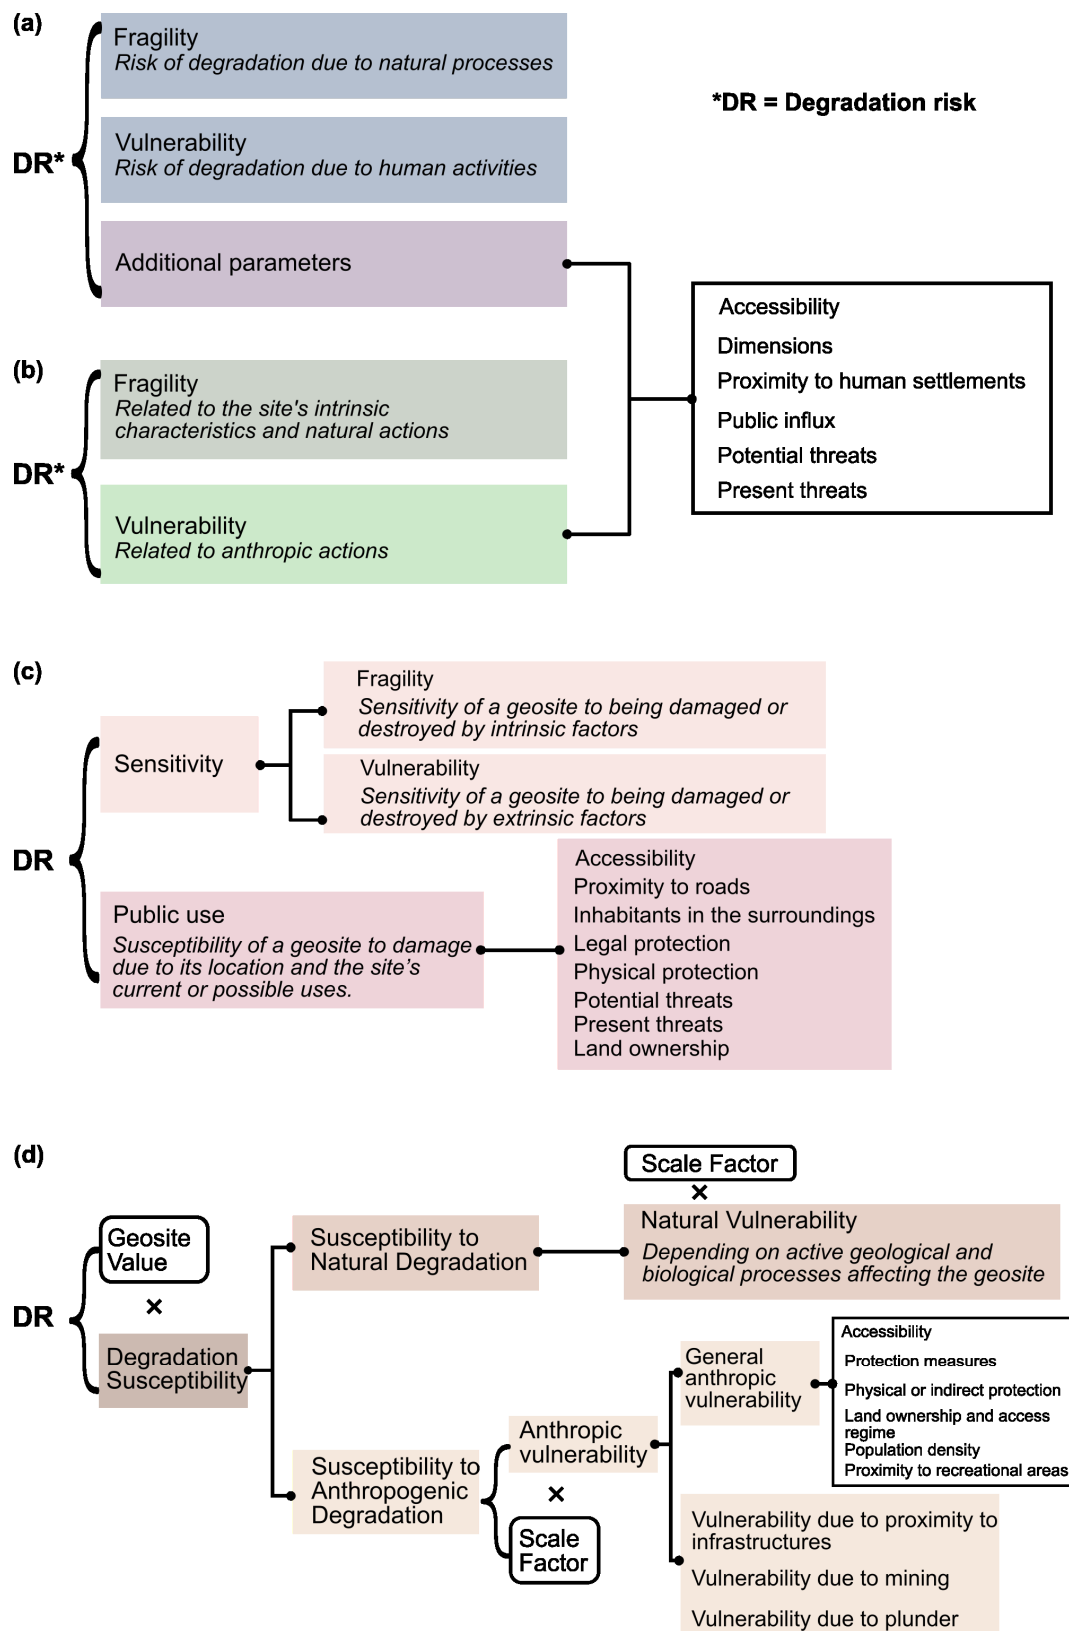 (a)
Fragility
Risk of degradation due to natural processes
*DR = Degradation risk
Vulnerability
Risk of degradation due to human activities
DR*
Additional parameters
Accessibility
Dimensions
Proximity to human settlements
Public influx
Potential threats
Present threats
(b)
Fragility
Related to the site's intrinsic
characteristics and natural actions
DR*
Vulnerability
Related to anthropic actions
(c)
Fragility
Sensitivity of a geosite to being damaged or
destroyed by intrinsic factors
Sensitivity
Vulnerability
Sensitivity of a geosite to being damaged or
destroyed by extrinsic factors
DR
Public use
Susceptibility of a geosite to damage
due to its location and the site's
current or possible uses.
Accessibility
Proximity to roads
Inhabitants in the surroundings
Legal protection
Physical protection
Potential threats
Present threats
Land ownership
(d)
Scale Factor
×
Geosite
Value
×
DR
Degradation
Susceptibility
Susceptibility to
Natural Degradation
Natural Vulnerability
Depending on active geological and
biological processes affecting the geosite
Susceptibility to
Anthropogenic
Degradation
Anthropic
vulnerability
×
Scale
Factor
General
anthropic
vulnerability
Accessibility
Protection measures
Physical or indirect protection
Land ownership and access
regime
Population density
Proximity to recreational areas
Vulnerability due to proximity to
infrastructures
Vulnerability due to mining
Vulnerability due to plunder